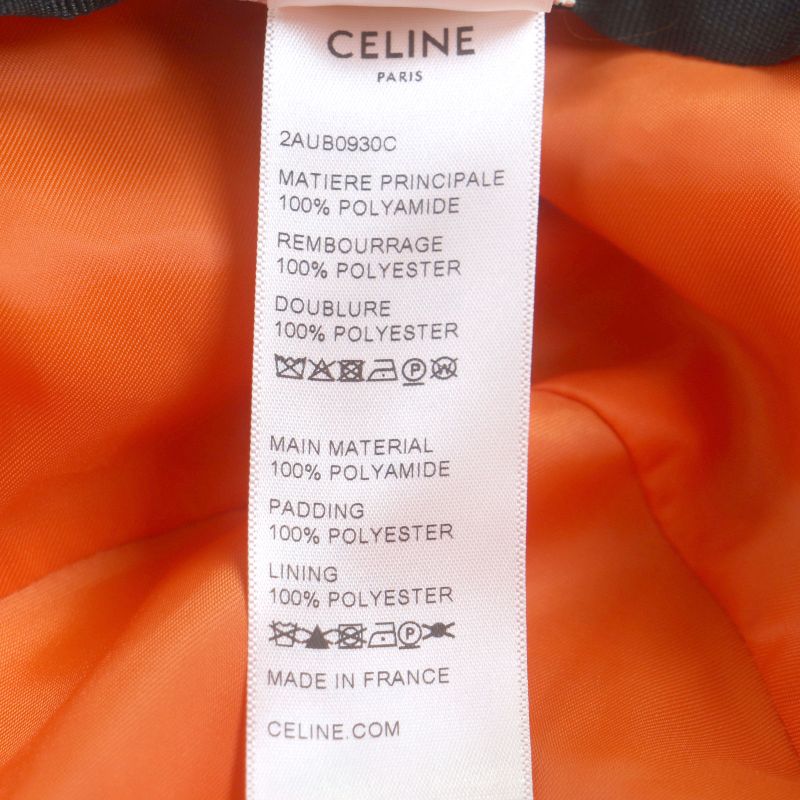 CELINE
PARIS
2AUB0930C
MATIERE PRINCIPALE
100% POLYAMIDE
REMBOURRAGE
100% POLYESTER
DOUBLURE
100% POLYESTER
MAIN MATERIAL
100% POLYAMIDE
PADDING
100% POLYESTER
LINING
100% POLYESTER
MADE IN FRANCE
CELINE.COM